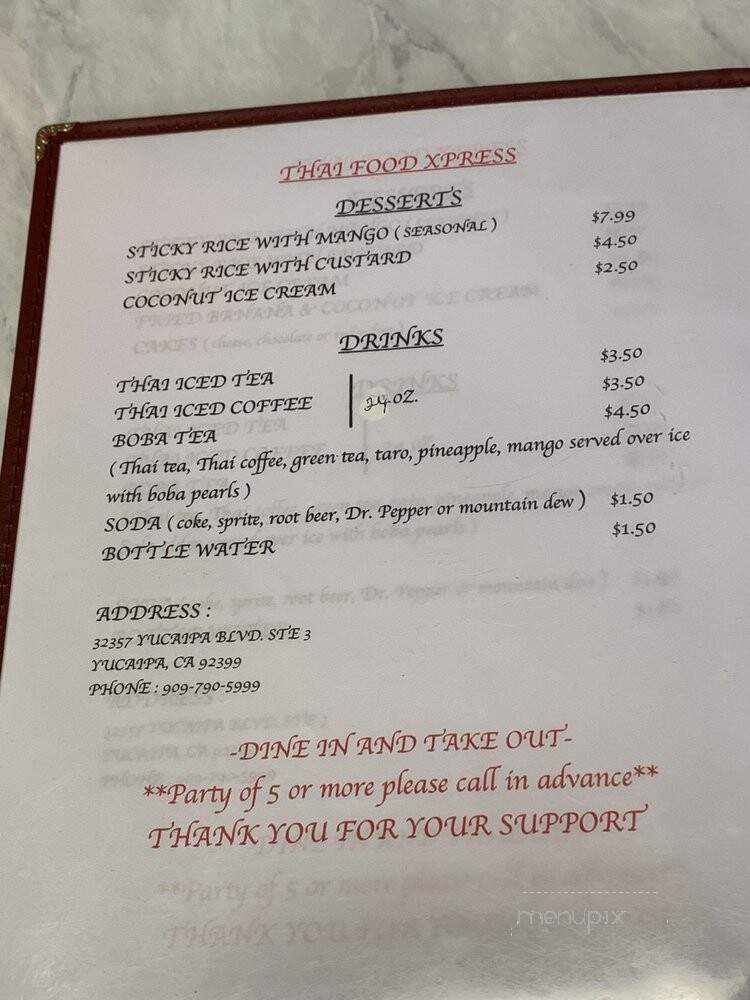 THAI FOOD XPRESS
DESSERTS
STICKY RICE WITH MANGO ( SEASONAL ) $7.99
STICKY RICE WITH CUSTARD $4.50
COCONUT ICE CREAM $2.50
FRIED BANANA & COCONUT ICE CREAM
DRINKS
THAI ICED TEA $3.50
THAI ICED COFFEE 24 OZ. $3.50
BOBA TEA $4.50
( Thai tea, Thai coffee, green tea, taro, pineapple, mango served over ice
with boba pearls )
SODA ( coke, sprite, root beer, Dr. Pepper or mountain dew ) $1.50
BOTTLE WATER $1.50
ADDRESS :
32357 YUCAIPA BLVD. STE 3
YUCAIPA, CA 92399
PHONE : 909-790-5999
-DINE IN AND TAKE OUT-
**Party of 5 or more please call in advance**
THANK YOU FOR YOUR SUPPORT
menupix